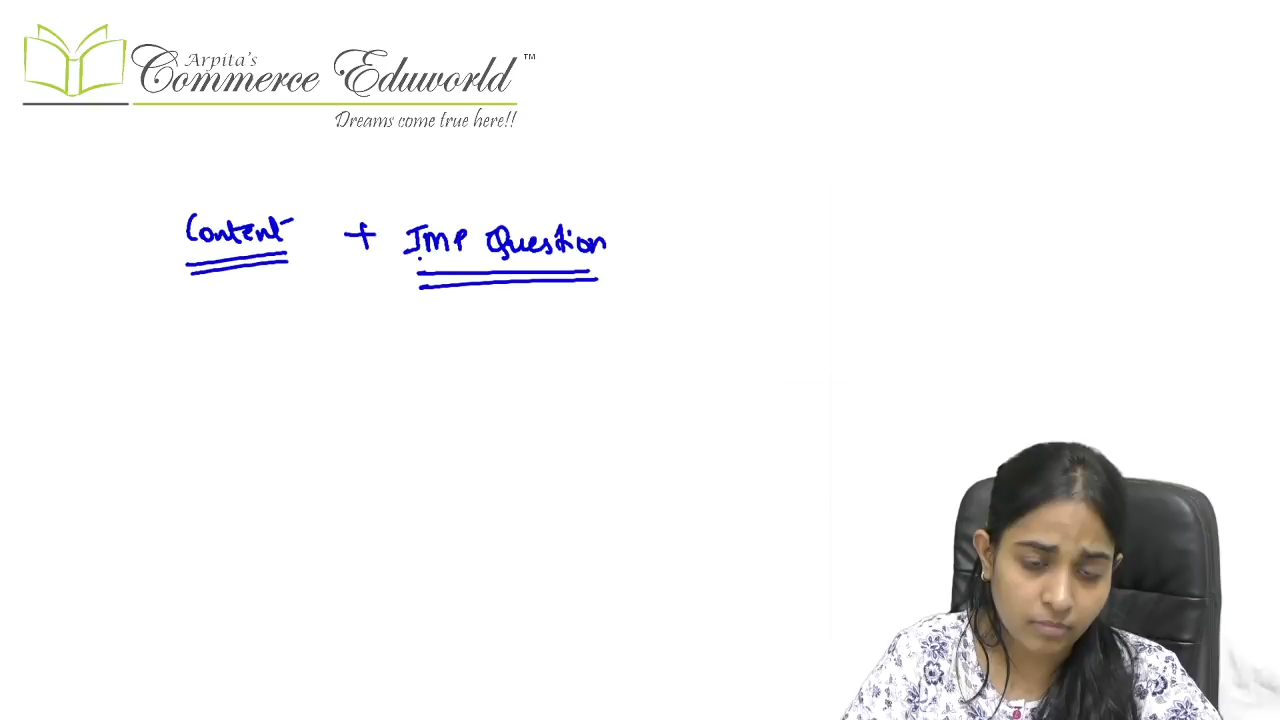 Arpita's
Commerce Eduworld™
Dreams come true here!!
Content + IMP Question